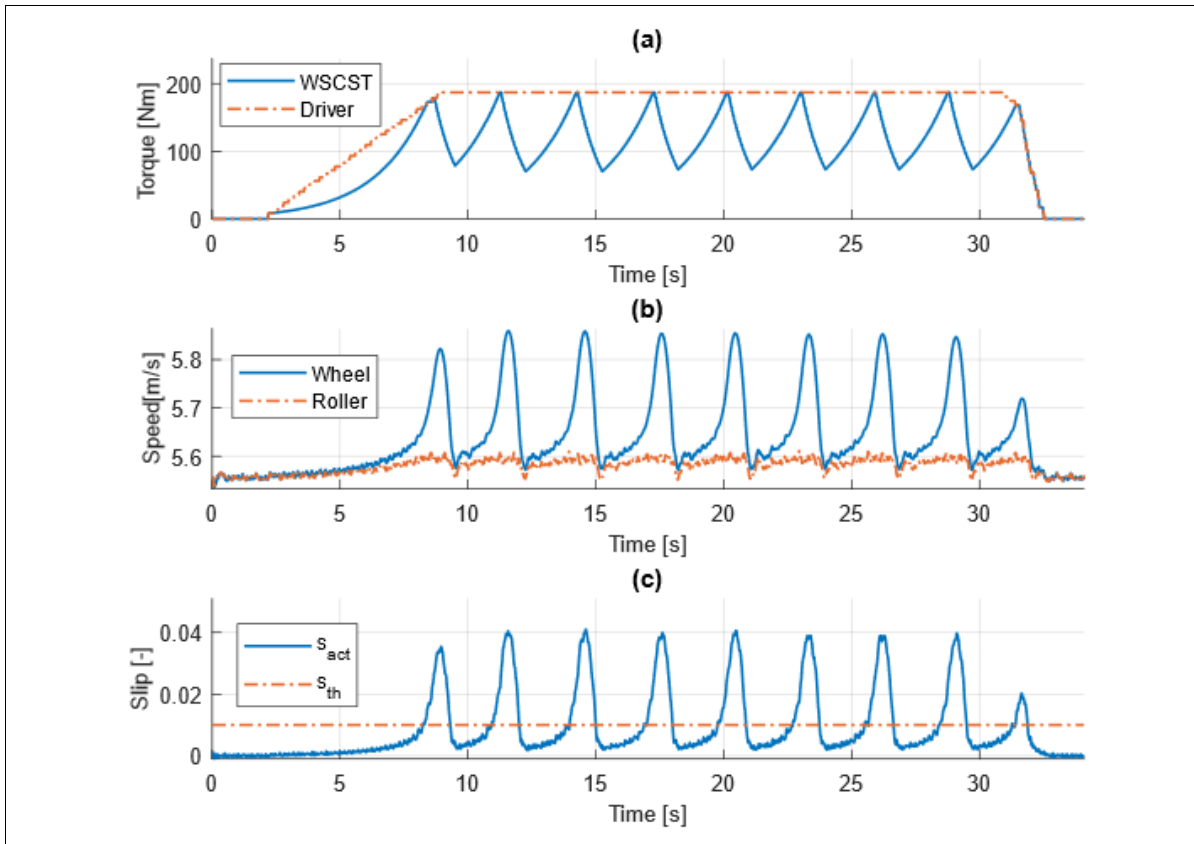 (a)
Torque [Nm]
200
100
0
WSCST
Driver
0 5 10 15 20 25 30
Time [s]
(b)
Speed[m/s]
5.8
5.7
5.6
Wheel
Roller
0 5 10 15 20 25 30
Time [s]
(c)
Slip [-]
0.04
0.02
0
s_act
s_th
0 5 10 15 20 25 30
Time [s]